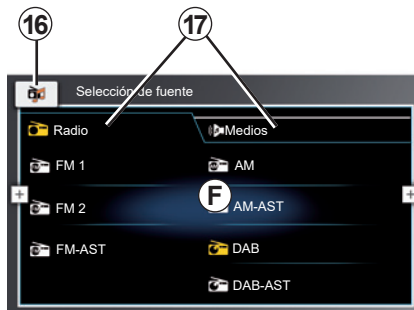 16 17
Selección de fuente
Radio Medios
FM 1 AM
FM 2 F AM-AST
FM-AST DAB
DAB-AST